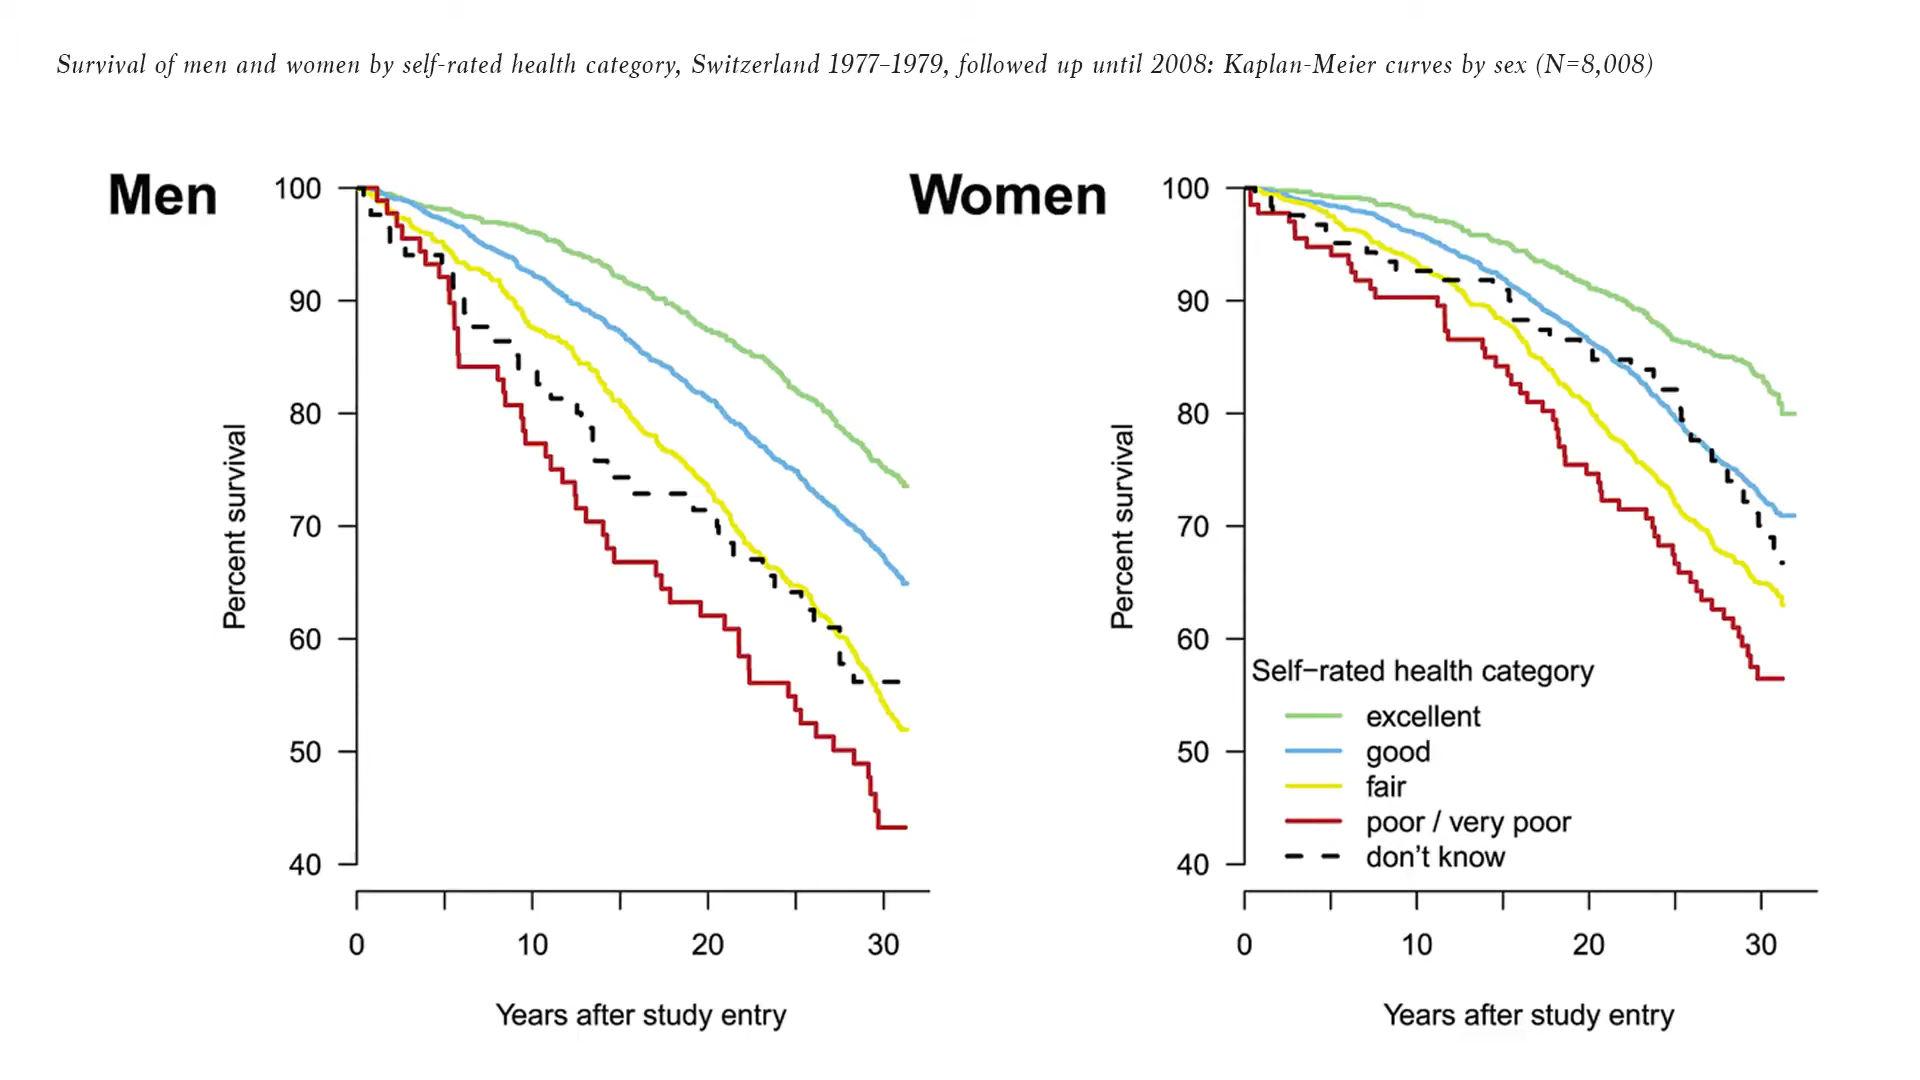 Survival of men and women by self-rated health category, Switzerland 1977–1979, followed up until 2008: Kaplan-Meier curves by sex (N=8,008)
Men
Percent survival
100
90
80
70
60
50
40
0 10 20 30
Years after study entry
Women
Percent survival
100
90
80
70
60
50
40
Self−rated health category
excellent
good
fair
poor / very poor
don't know
0 10 20 30
Years after study entry